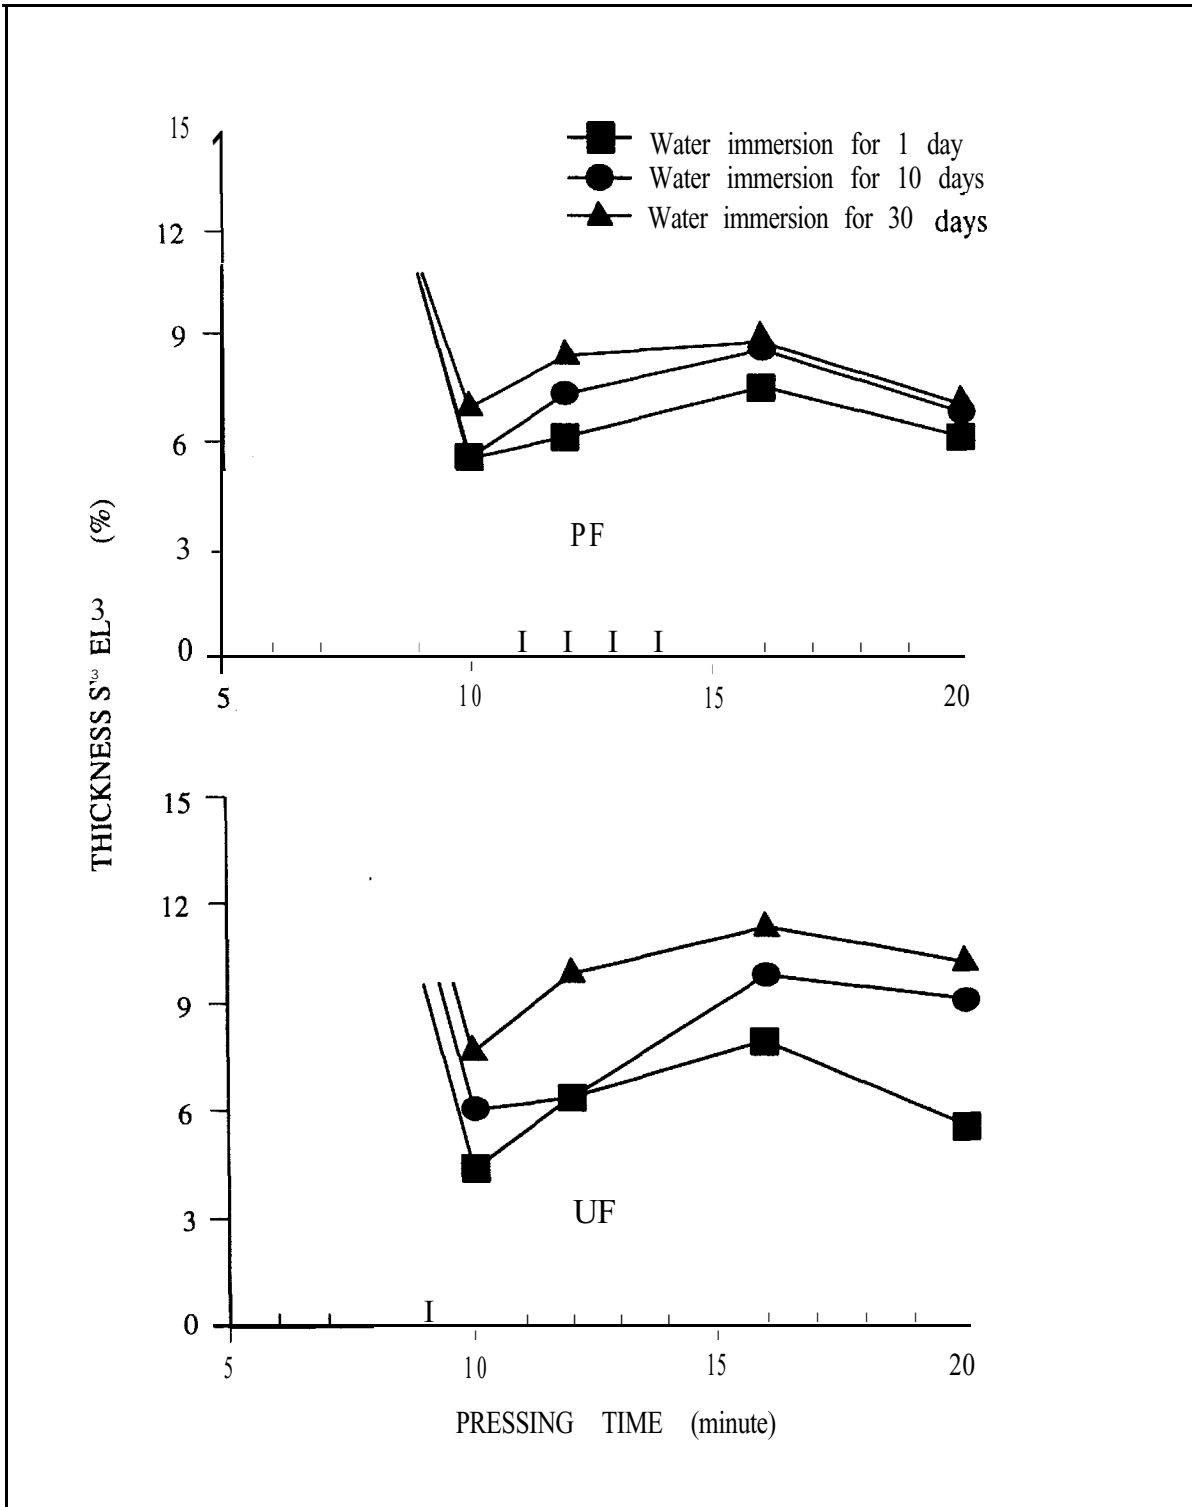 15
Water immersion for 1 day
Water immersion for 10 days
Water immersion for 30 days
12
9
6
3
0
PF
I I I I
5 10 15 20
THICKNESS (%)
15
12
9
6
3
0
UF
I
5 10 15 20
PRESSING TIME (minute)